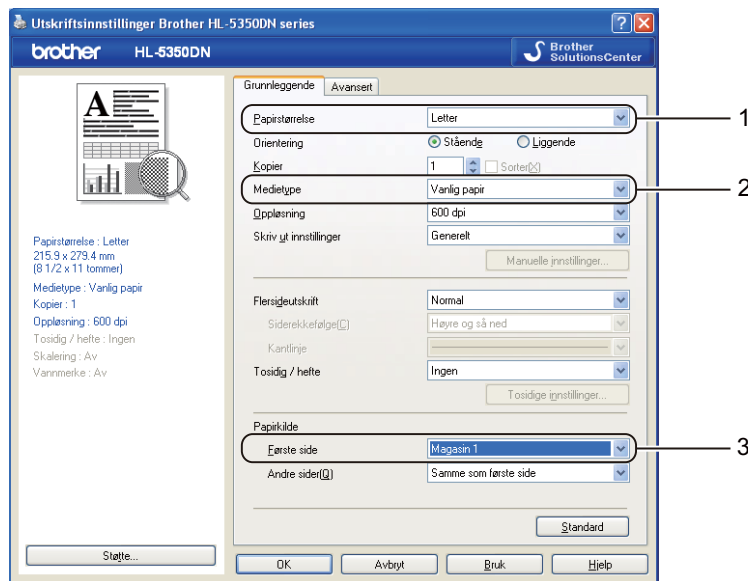 Utskriftsinnstillinger Brother HL-5350DN series
brother HL-5350DN
Brother
SolutionsCenter
Grunnleggende Avansert
Papirstørrelse Letter 1
Orientering Stående Liggende
Kopier 1 Sorter(X)
Medietype Vanlig papir 2
Oppløsning 600 dpi
Skriv ut innstillinger Generelt
Manuelle innstillinger...
Flersideutskrift Normal
Siderekkefølge(C) Høyre og så ned
Kantlinje
Tosidig / hefte Ingen
Tosidige innstillinger...
Papirkilde
Første side Magasin 1 3
Andre sider(Q) Samme som første side
Standard
A
Papirstørrelse : Letter
215.9 x 279.4 mm
(8 1/2 x 11 tommer)
Medietype : Vanlig papir
Kopier : 1
Oppløsning : 600 dpi
Tosidig / hefte : Ingen
Skalering : Av
Vannmerke : Av
Støtte...
OK Avbryt Bruk Hjelp